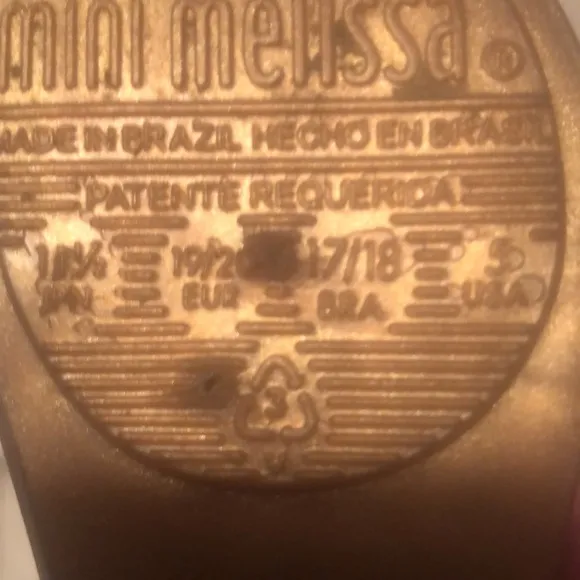 mini melissa ®
MADE IN BRAZIL HECHO EN BRASIL
PATENTE REQUERIDA
19/20 17/18 5
JPN EUR BRA USA
3
V